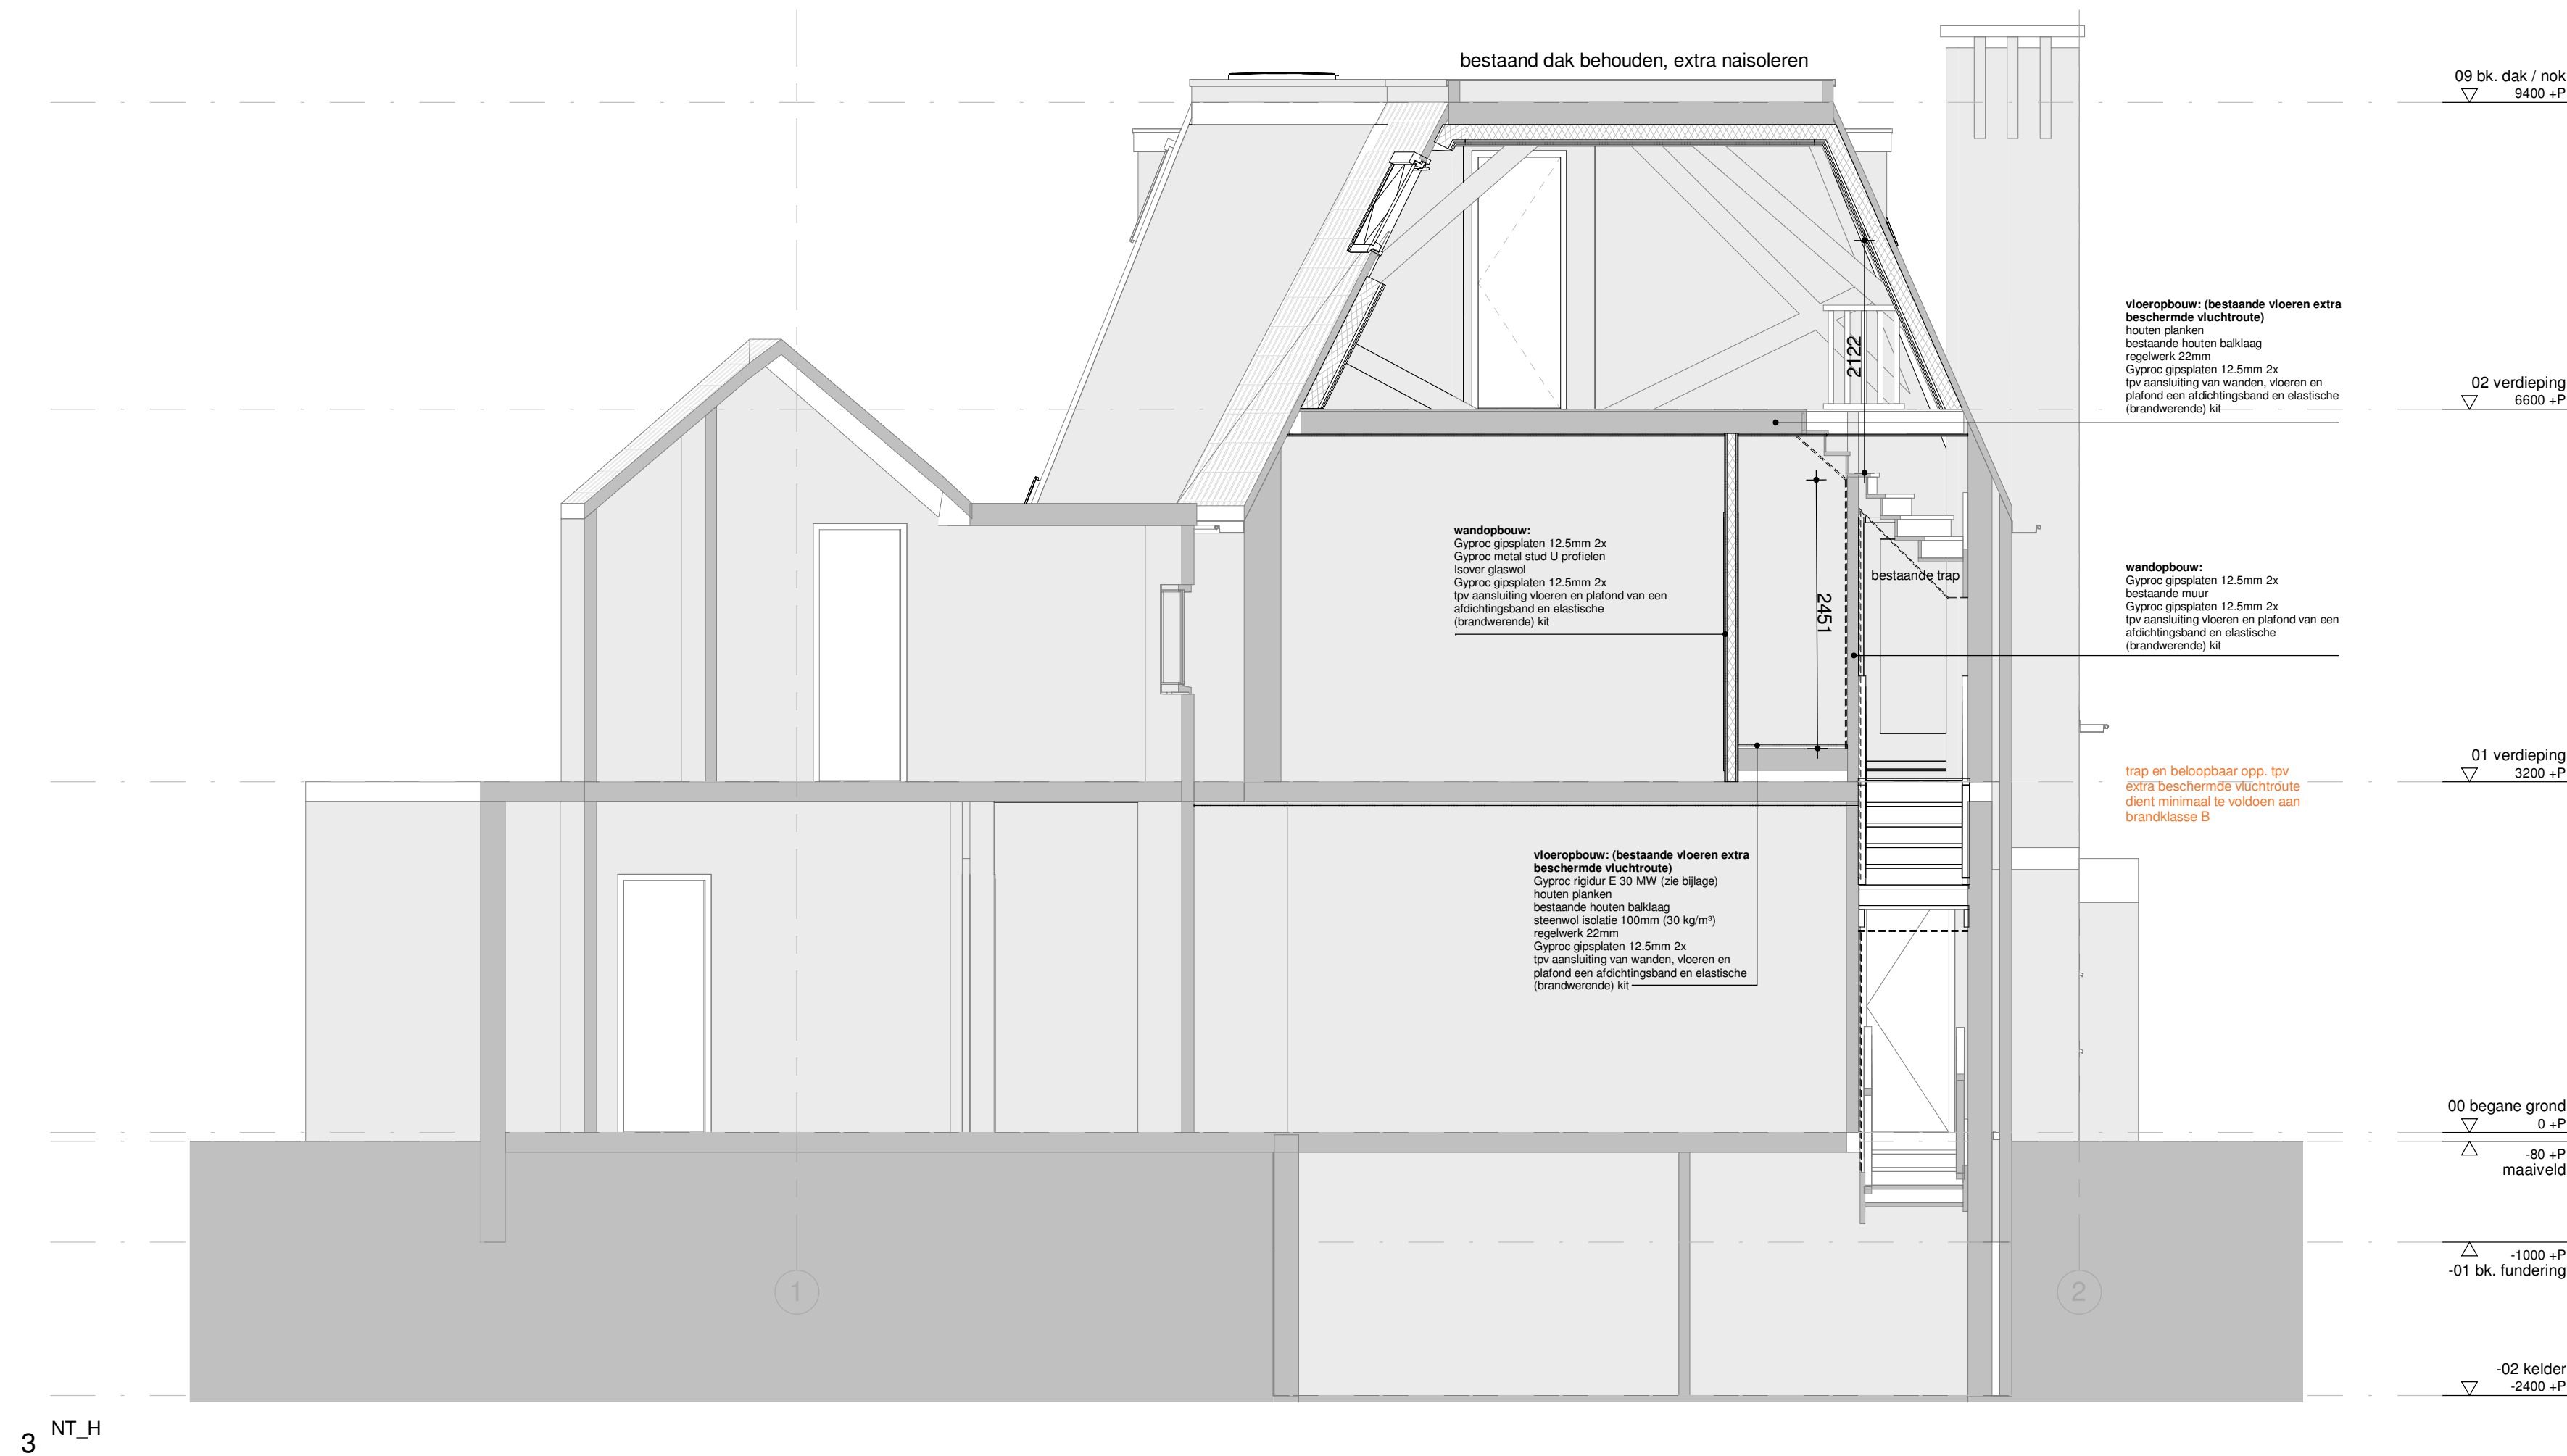 bestaand dak behouden, extra naisoleren
09 bk. dak / nok
9400 +P
vloeropbouw: (bestaande vloeren extra
beschermde vluchtroute)
houten planken
bestaande houten balklaag
regelwerk 22mm
Gyproc gipsplaten 12.5mm 2x
tpv aansluiting van wanden, vloeren en
plafond een afdichtingsband en elastische
(brandwerende) kit
2122
02 verdieping
6600 +P
wandopbouw:
Gyproc gipsplaten 12.5mm 2x
Gyproc metal stud U profielen
Isover glaswol
Gyproc gipsplaten 12.5mm 2x
tpv aansluiting vloeren en plafond van een
afdichtingsband en elastische
(brandwerende) kit
2451
bestaande trap
wandopbouw:
Gyproc gipsplaten 12.5mm 2x
bestaande muur
Gyproc gipsplaten 12.5mm 2x
tpv aansluiting vloeren en plafond van een
afdichtingsband en elastische
(brandwerende) kit
01 verdieping
3200 +P
trap en beloopbaar opp. tpv
extra beschermde vluchtroute
dient minimaal te voldoen aan
brandklasse B
vloeropbouw: (bestaande vloeren extra
beschermde vluchtroute)
Gyproc rigidur E 30 MW (zie bijlage)
houten planken
bestaande houten balklaag
steenwol isolatie 100mm (30 kg/m³)
regelwerk 22mm
Gyproc gipsplaten 12.5mm 2x
tpv aansluiting van wanden, vloeren en
plafond een afdichtingsband en elastische
(brandwerende) kit
00 begane grond
0 +P
-80 +P
maaiveld
-1000 +P
-01 bk. fundering
1
2
-02 kelder
-2400 +P
3
NT_H